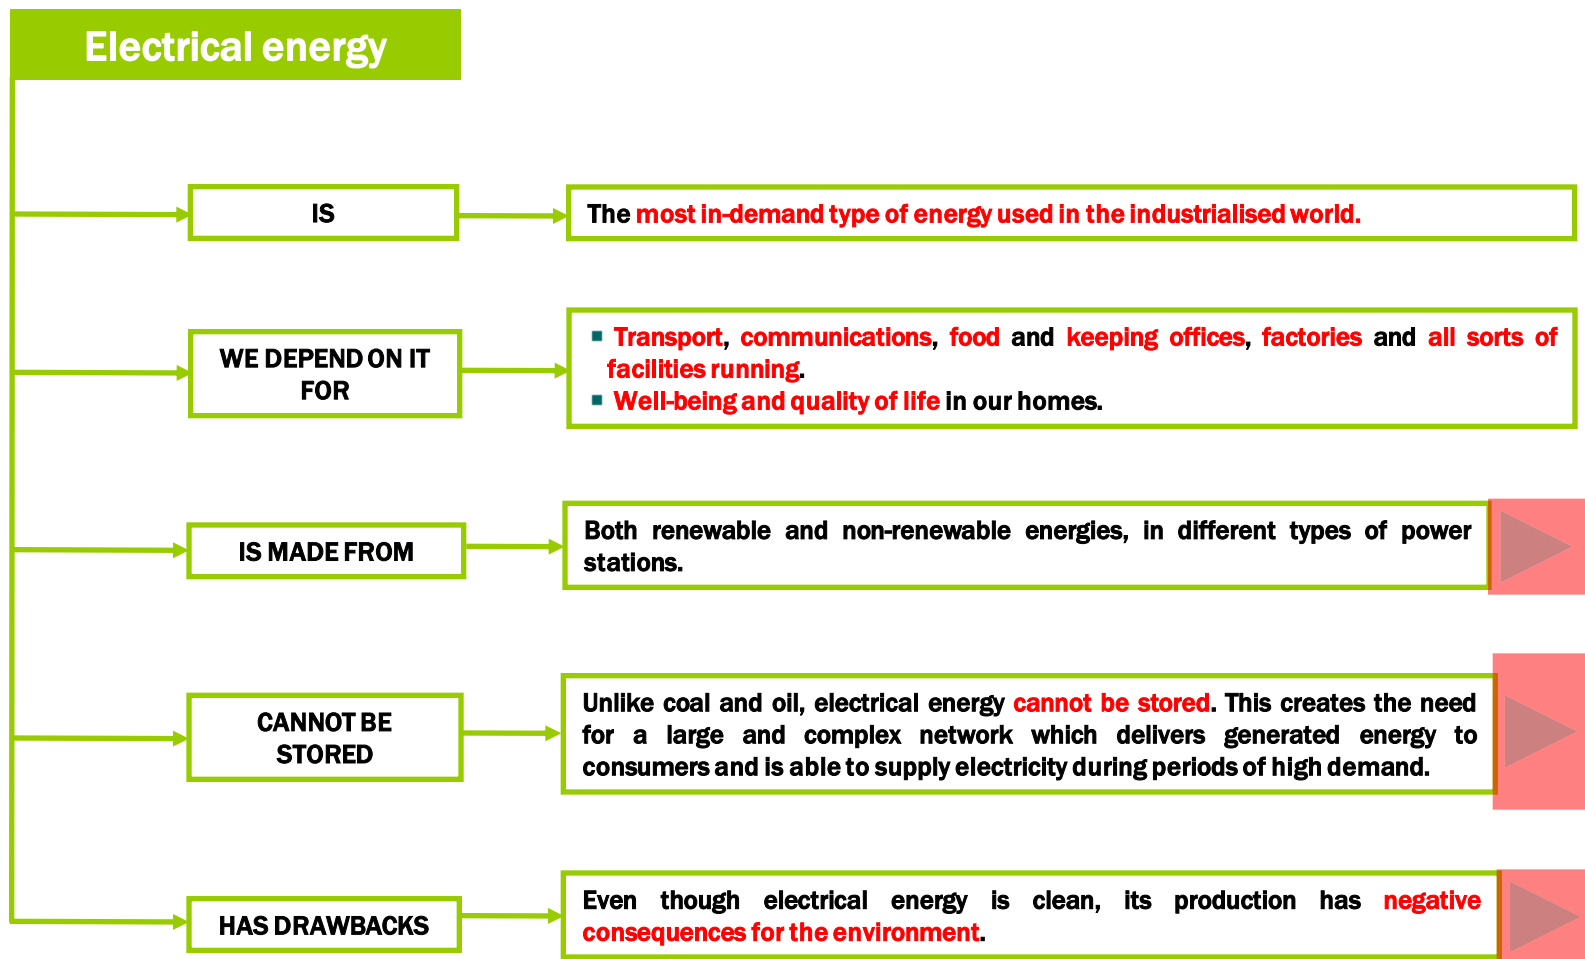 Electrical energy
IS
The most in-demand type of energy used in the industrialised world.
WE DEPEND ON IT
FOR
Transport, communications, food and keeping offices, factories and all sorts of
facilities running.
Well-being and quality of life in our homes.
IS MADE FROM
Both renewable and non-renewable energies, in different types of power
stations.
CANNOT BE
STORED
Unlike coal and oil, electrical energy cannot be stored. This creates the need
for a large and complex network which delivers generated energy to
consumers and is able to supply electricity during periods of high demand.
HAS DRAWBACKS
Even though electrical energy is clean, its production has negative
consequences for the environment.